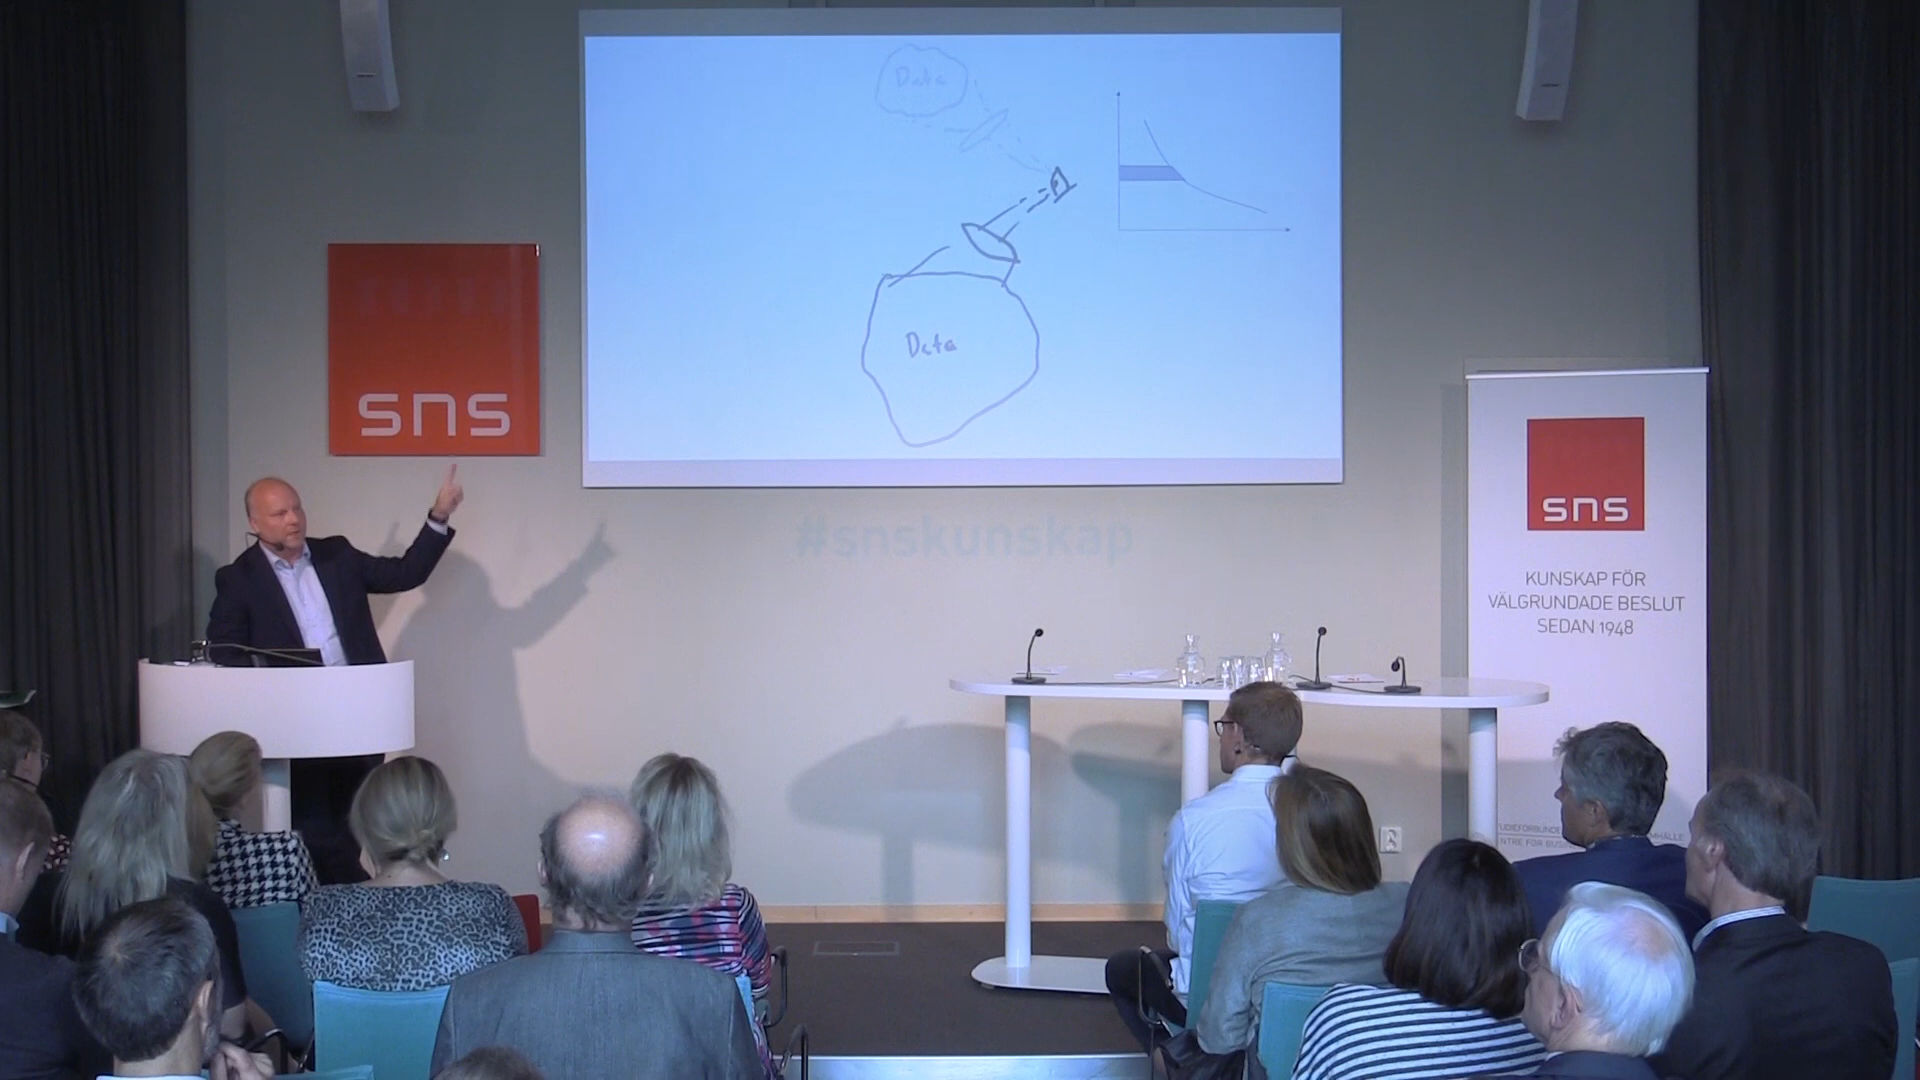 Data
Data
sns
#snskunskap
sns
KUNSKAP FÖR
VÄLGRUNDADE BESLUT
SEDAN 1948